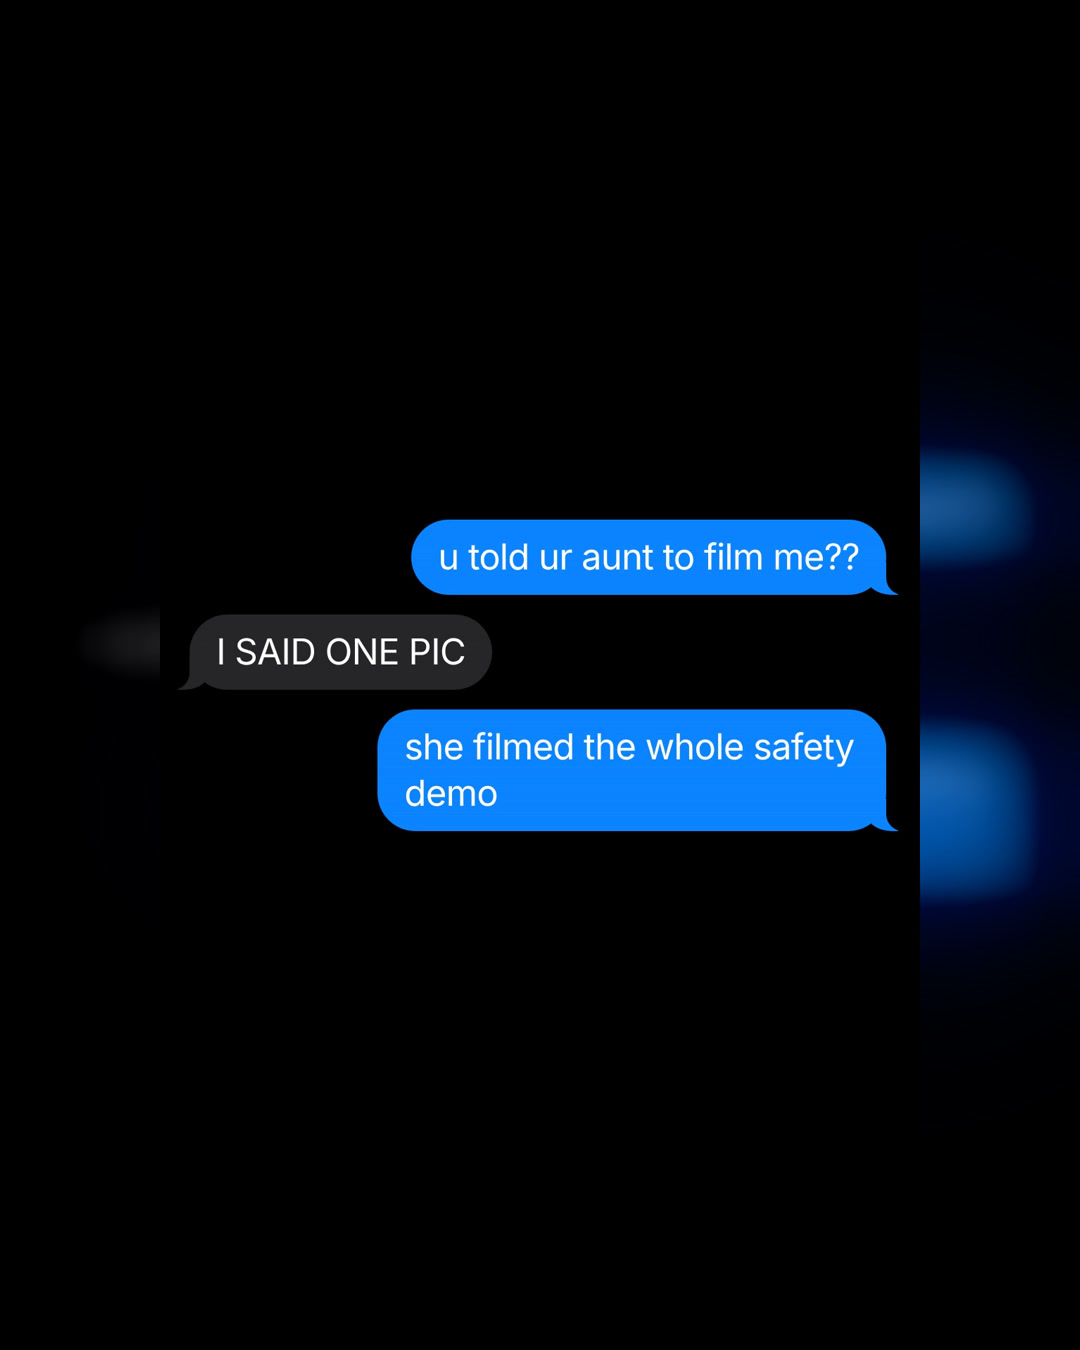 u told ur aunt to film me??
I SAID ONE PIC
she filmed the whole safety
demo